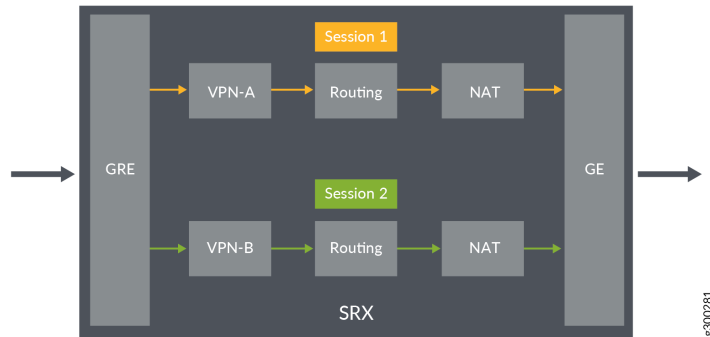 Session 1
VPN-A
Routing
NAT
GRE
GE
Session 2
VPN-B
Routing
NAT
SRX
g300281